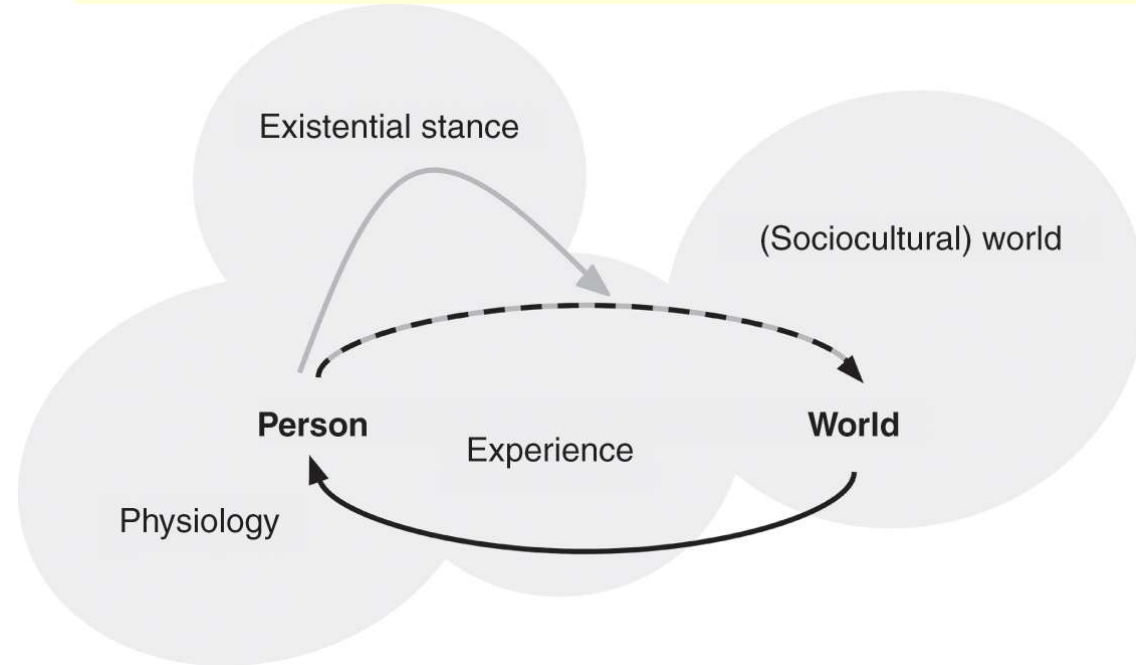 Existential stance
(Sociocultural) world
Person
World
Experience
Physiology